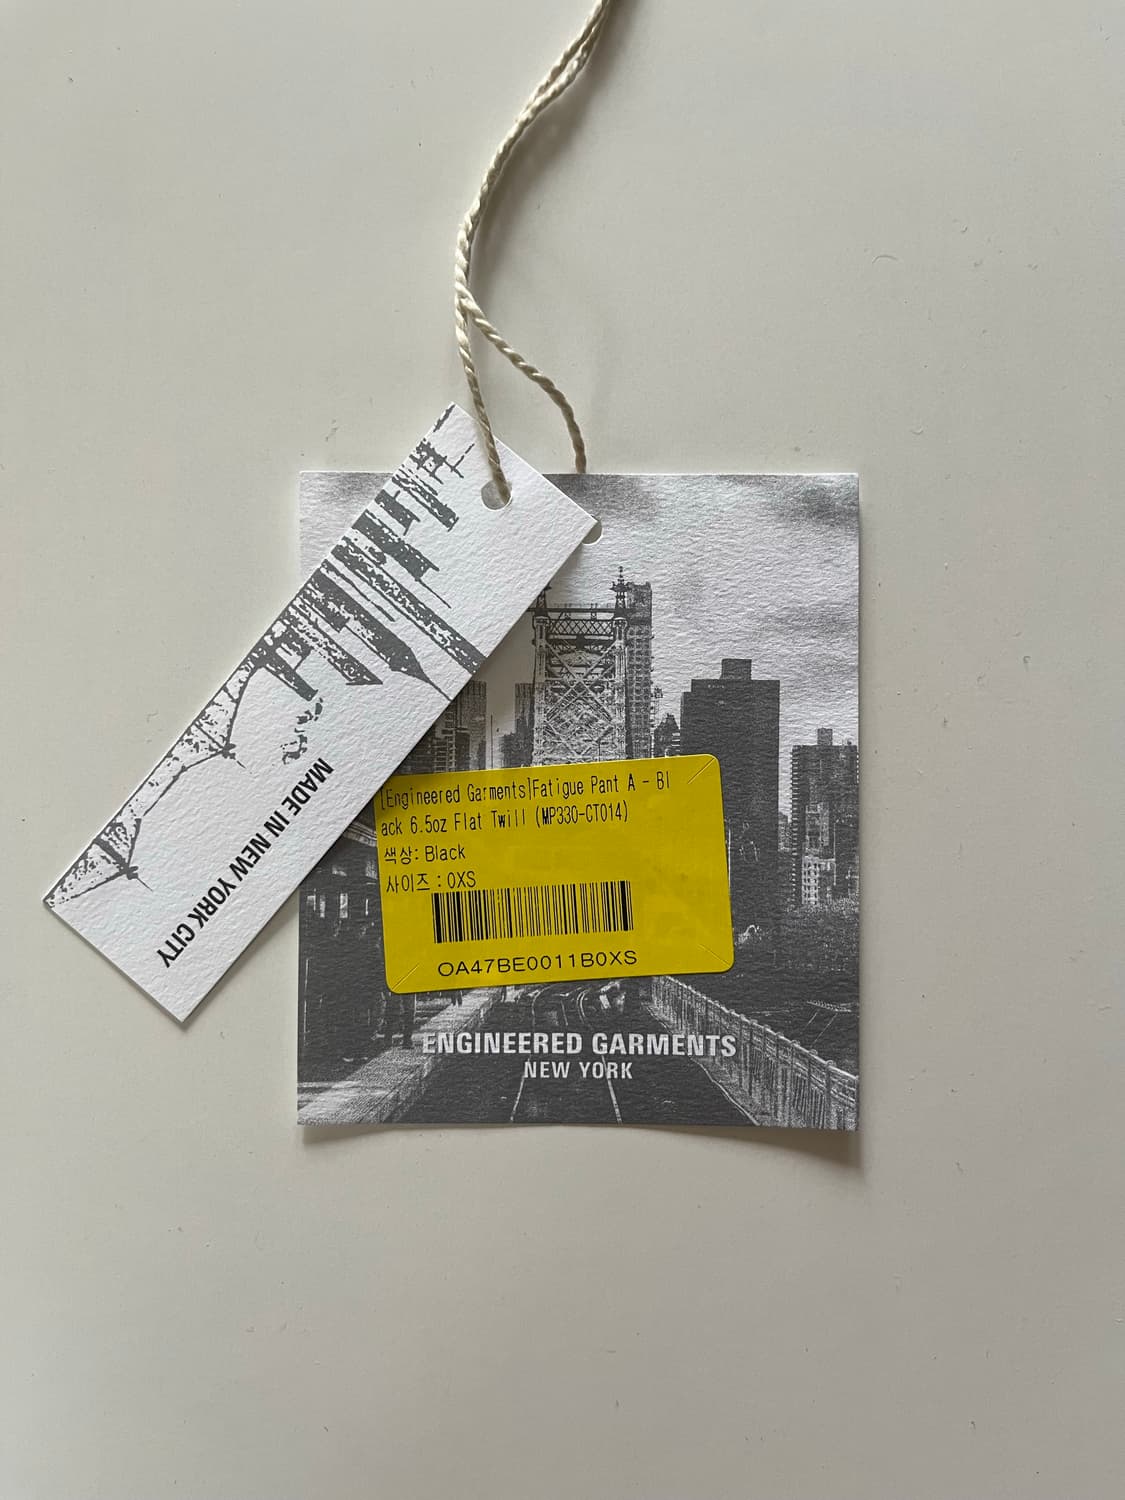 [Engineered Garments]Fatigue Pant A - Bl
ack 6.5oz Flat Twill (MP330-CT014)
색상: Black
사이즈 : 0XS
OA47BE0011B0XS
MADE IN NEW YORK CITY
ENGINEERED GARMENTS
NEW YORK